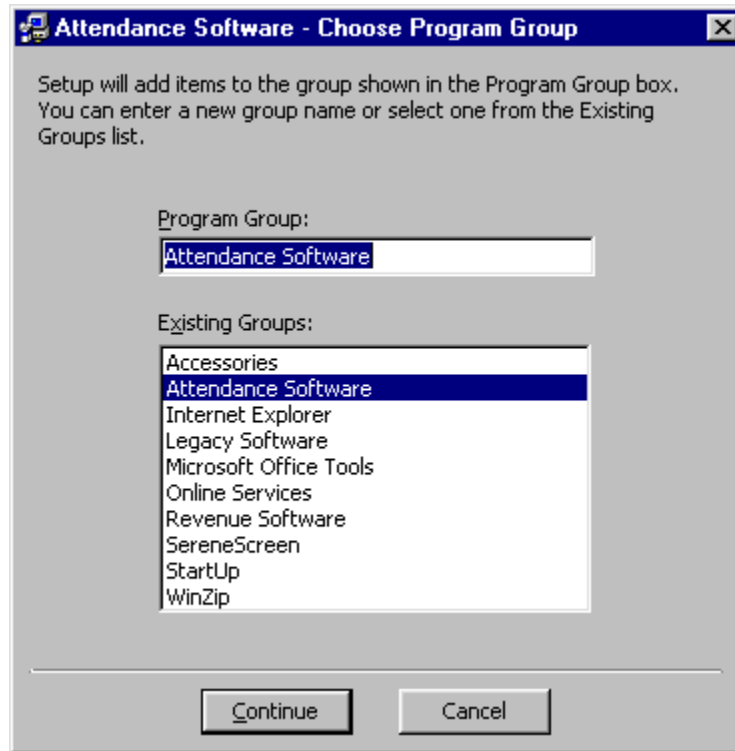 Attendance Software - Choose Program Group
Setup will add items to the group shown in the Program Group box.
You can enter a new group name or select one from the Existing
Groups list.
Program Group:
Attendance Software
Existing Groups:
Accessories
Attendance Software
Internet Explorer
Legacy Software
Microsoft Office Tools
Online Services
Revenue Software
SereneScreen
StartUp
WinZip
Continue
Cancel